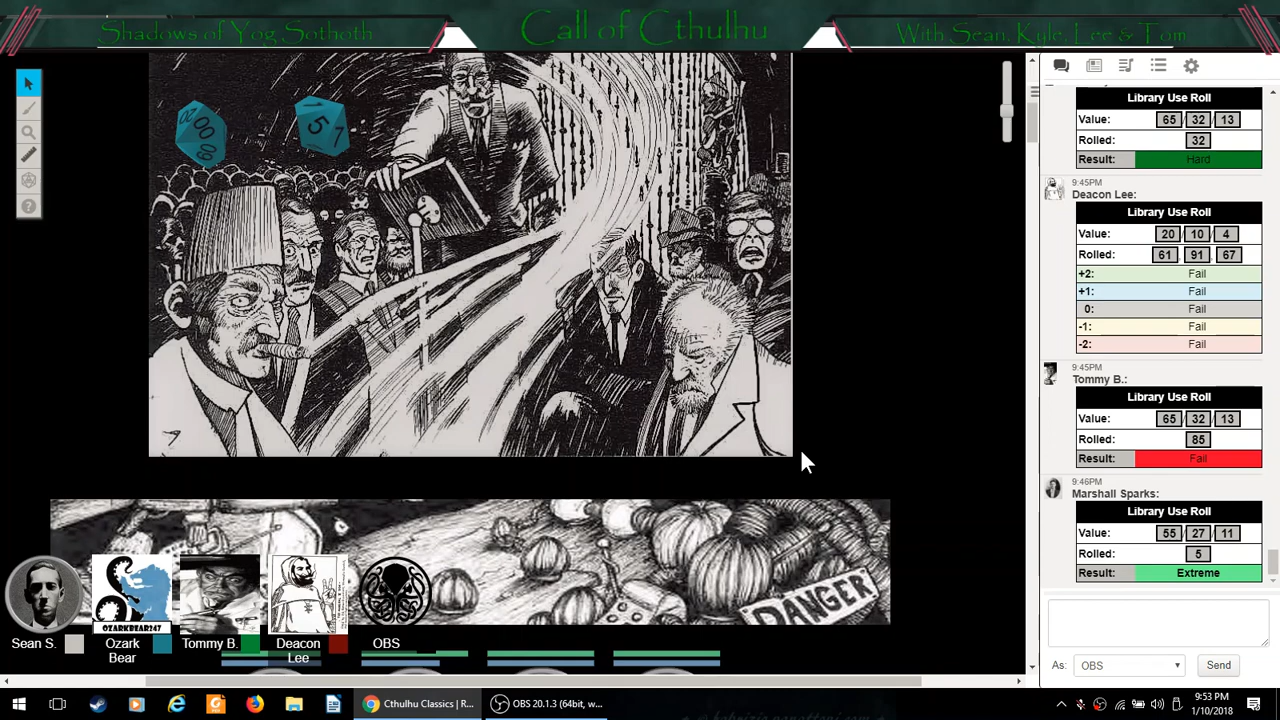 Shadows of Yog Sothoth
Call of Cthulhu
With Sean, Kyle, Lee & Tom
00
5
1
7
Library Use Roll
Value: 65 32 13
Rolled: 32
Result: Hard
9:45PM
Deacon Lee:
Library Use Roll
Value: 20 10 4
Rolled: 61 91 67
+2: Fail
+1: Fail
0: Fail
-1: Fail
-2: Fail
9:45PM
Tommy B.:
Library Use Roll
Value: 65 32 13
Rolled: 85
Result: Fail
9:46PM
Marshall Sparks:
Library Use Roll
Value: 55 27 11
Rolled: 5
Result: Extreme
DANGER
OZARKBEAR247
Sean S.
Ozark Bear
Tommy B.
Deacon Lee
OBS
As: OBS Send
Cthulhu Classics | R...
OBS 20.1.3 (64bit, w...
9:53 PM
1/10/2018